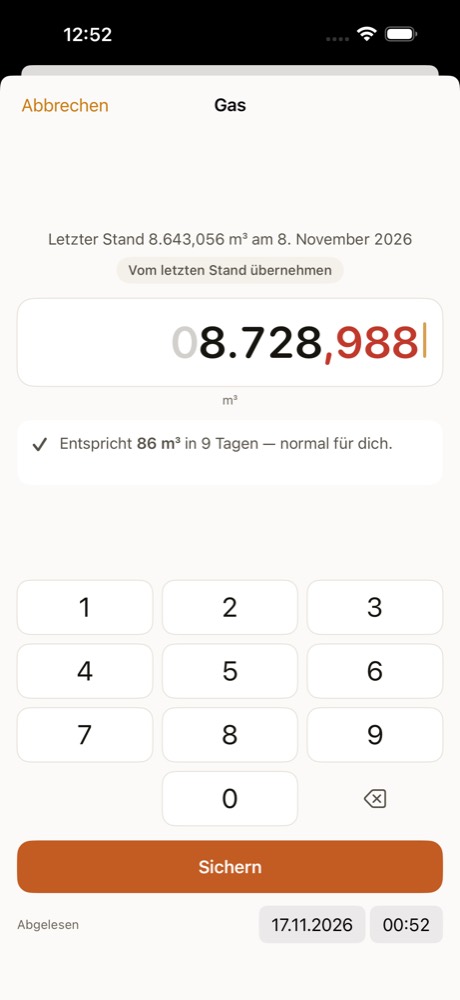 12:52
Abbrechen
Gas
Letzter Stand 8.643,056 m³ am 8. November 2026
Vom letzten Stand übernehmen
08.728,988
m³
Entspricht 86 m³ in 9 Tagen — normal für dich.
1 2 3
4 5 6
7 8 9
0
Sichern
Abgelesen 17.11.2026 00:52